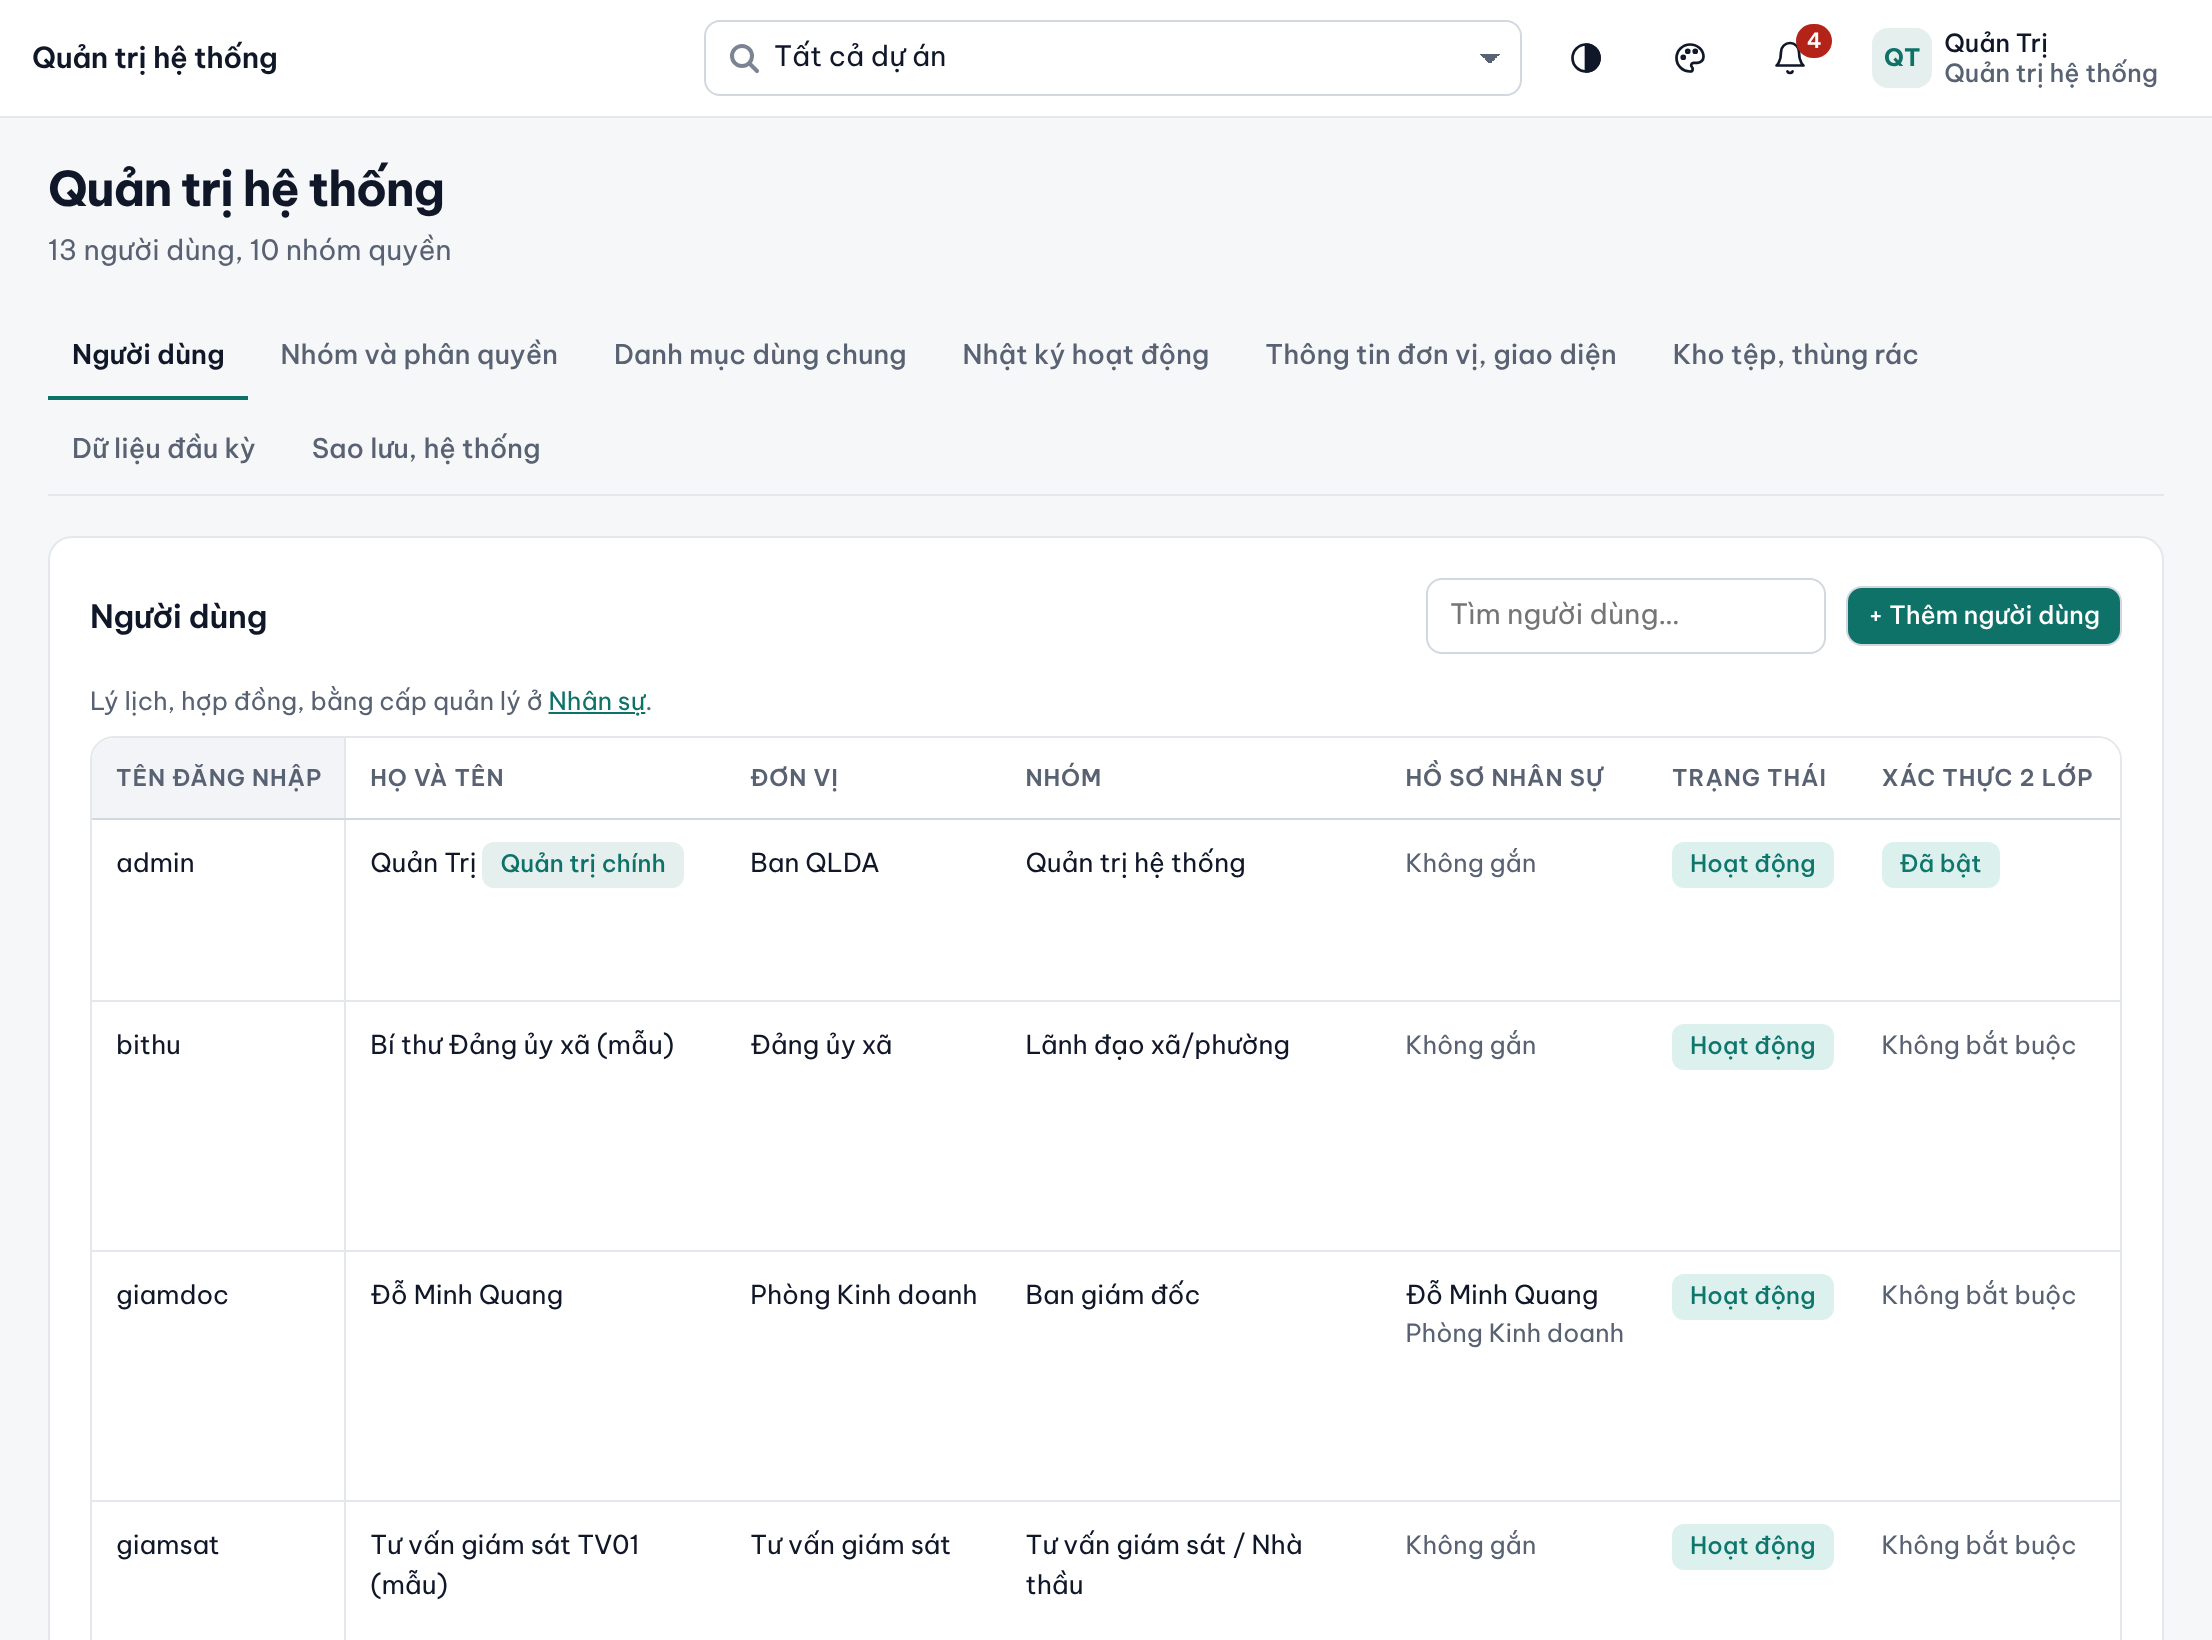 Quản trị hệ thống
Tất cả dự án
4
QT
Quản Trị
Quản trị hệ thống
Quản trị hệ thống
13 người dùng, 10 nhóm quyền
Người dùng Nhóm và phân quyền Danh mục dùng chung Nhật ký hoạt động Thông tin đơn vị, giao diện Kho tệp, thùng rác
Dữ liệu đầu kỳ Sao lưu, hệ thống
Người dùng
Tìm người dùng...
+ Thêm người dùng
Lý lịch, hợp đồng, bằng cấp quản lý ở Nhân sự.
TÊN ĐĂNG NHẬP HỌ VÀ TÊN ĐƠN VỊ NHÓM HỒ SƠ NHÂN SỰ TRẠNG THÁI XÁC THỰC 2 LỚP
admin Quản Trị Quản trị chính Ban QLDA Quản trị hệ thống Không gắn Hoạt động Đã bật
bithu Bí thư Đảng ủy xã (mẫu) Đảng ủy xã Lãnh đạo xã/phường Không gắn Hoạt động Không bắt buộc
giamdoc Đỗ Minh Quang Phòng Kinh doanh Ban giám đốc Đỗ Minh Quang Hoạt động Không bắt buộc
Phòng Kinh doanh
giamsat Tư vấn giám sát TV01 Tư vấn giám sát Tư vấn giám sát / Nhà Không gắn Hoạt động Không bắt buộc
(mẫu) thầu